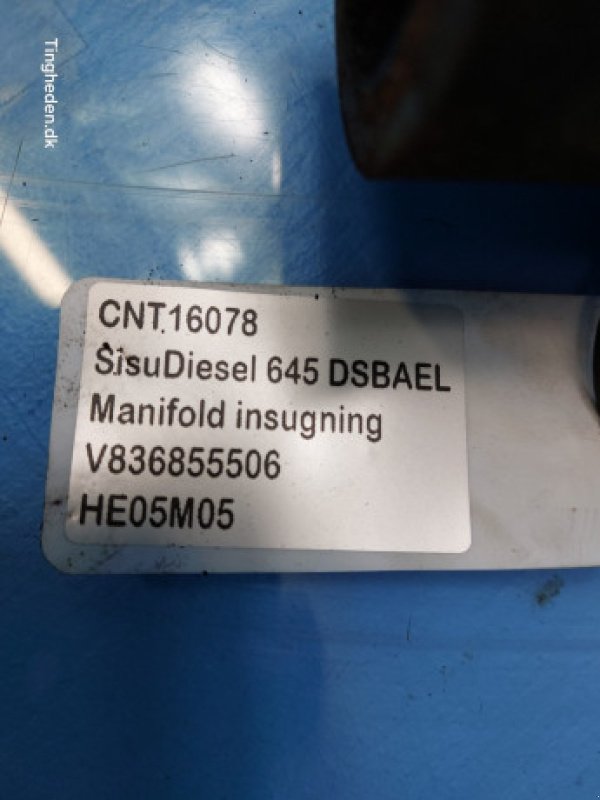 Tingheden.dk
CNT.16078
SisuDiesel 645 DSBAEL
Manifold insugning
V836855506
HE05M05